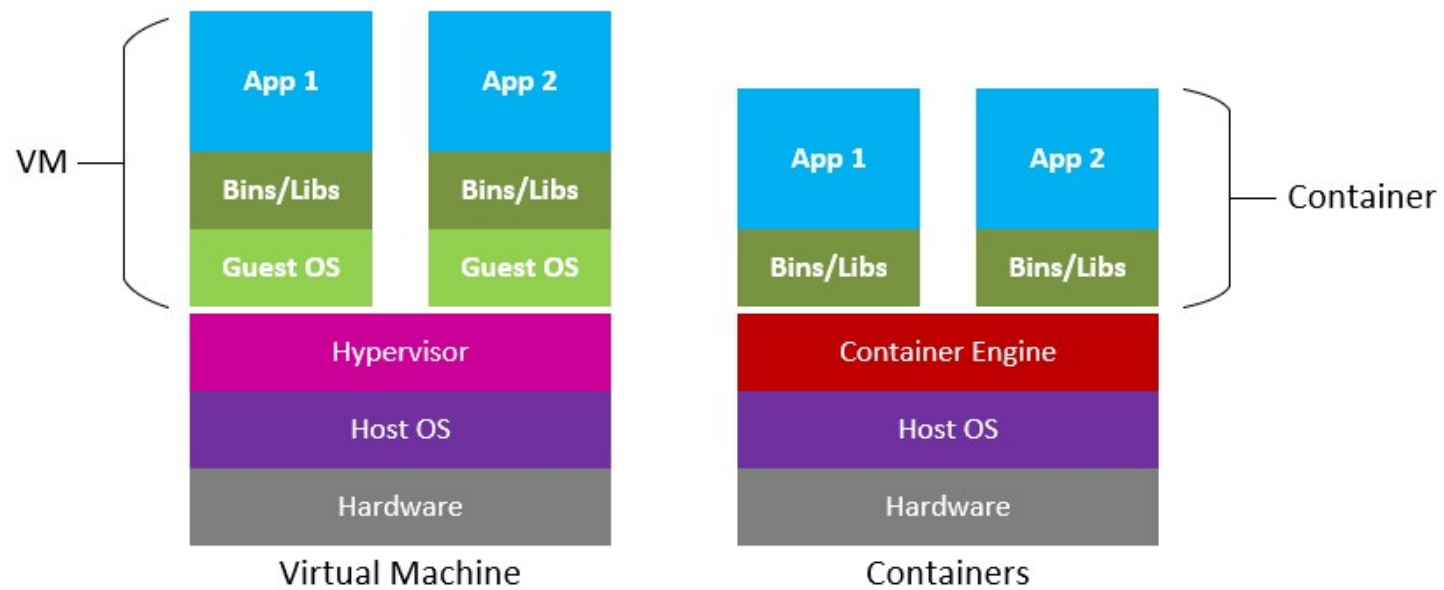 VM
App 1
App 2
Bins/Libs
Bins/Libs
Guest OS
Guest OS
Hypervisor
Host OS
Hardware
Virtual Machine
App 1
App 2
Bins/Libs
Bins/Libs
Container
Container Engine
Host OS
Hardware
Containers